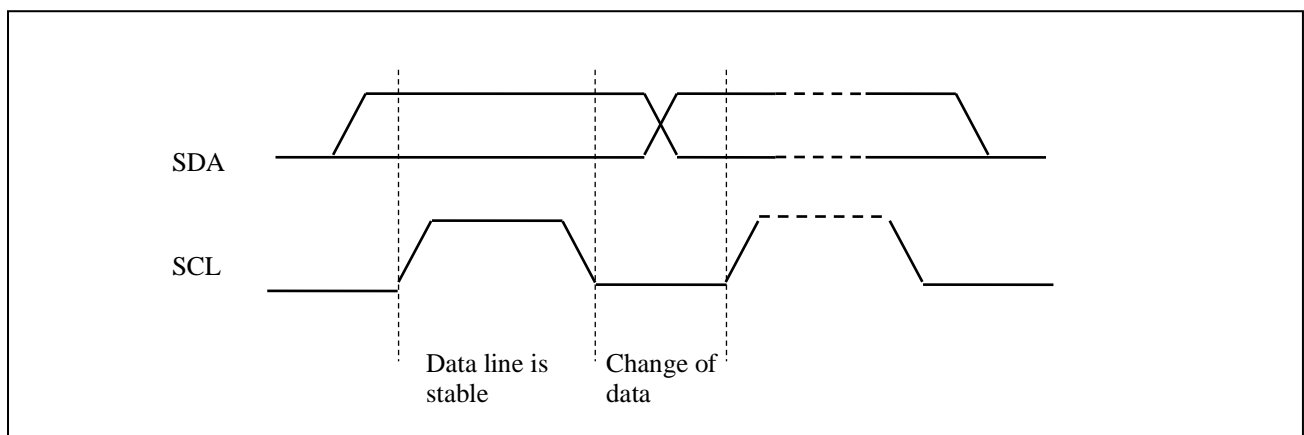 SDA
SCL
Data line is
stable
Change of
data